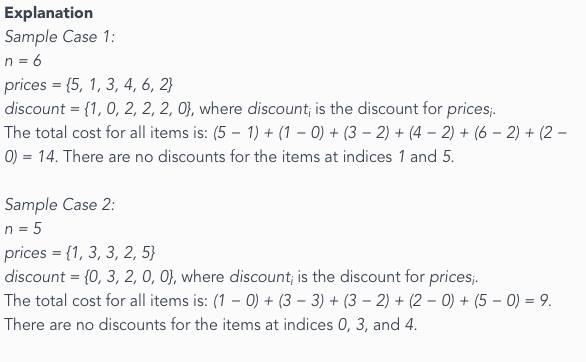 Explanation
Sample Case 1:
n = 6
prices = {5, 1, 3, 4, 6, 2}
discount = {1, 0, 2, 2, 2, 0}, where discountᵢ is the discount for pricesᵢ.
The total cost for all items is: (5 − 1) + (1 − 0) + (3 − 2) + (4 − 2) + (6 − 2) + (2 −
0) = 14. There are no discounts for the items at indices 1 and 5.
Sample Case 2:
n = 5
prices = {1, 3, 3, 2, 5}
discount = {0, 3, 2, 0, 0}, where discountᵢ is the discount for pricesᵢ.
The total cost for all items is: (1 − 0) + (3 − 3) + (3 − 2) + (2 − 0) + (5 − 0) = 9.
There are no discounts for the items at indices 0, 3, and 4.